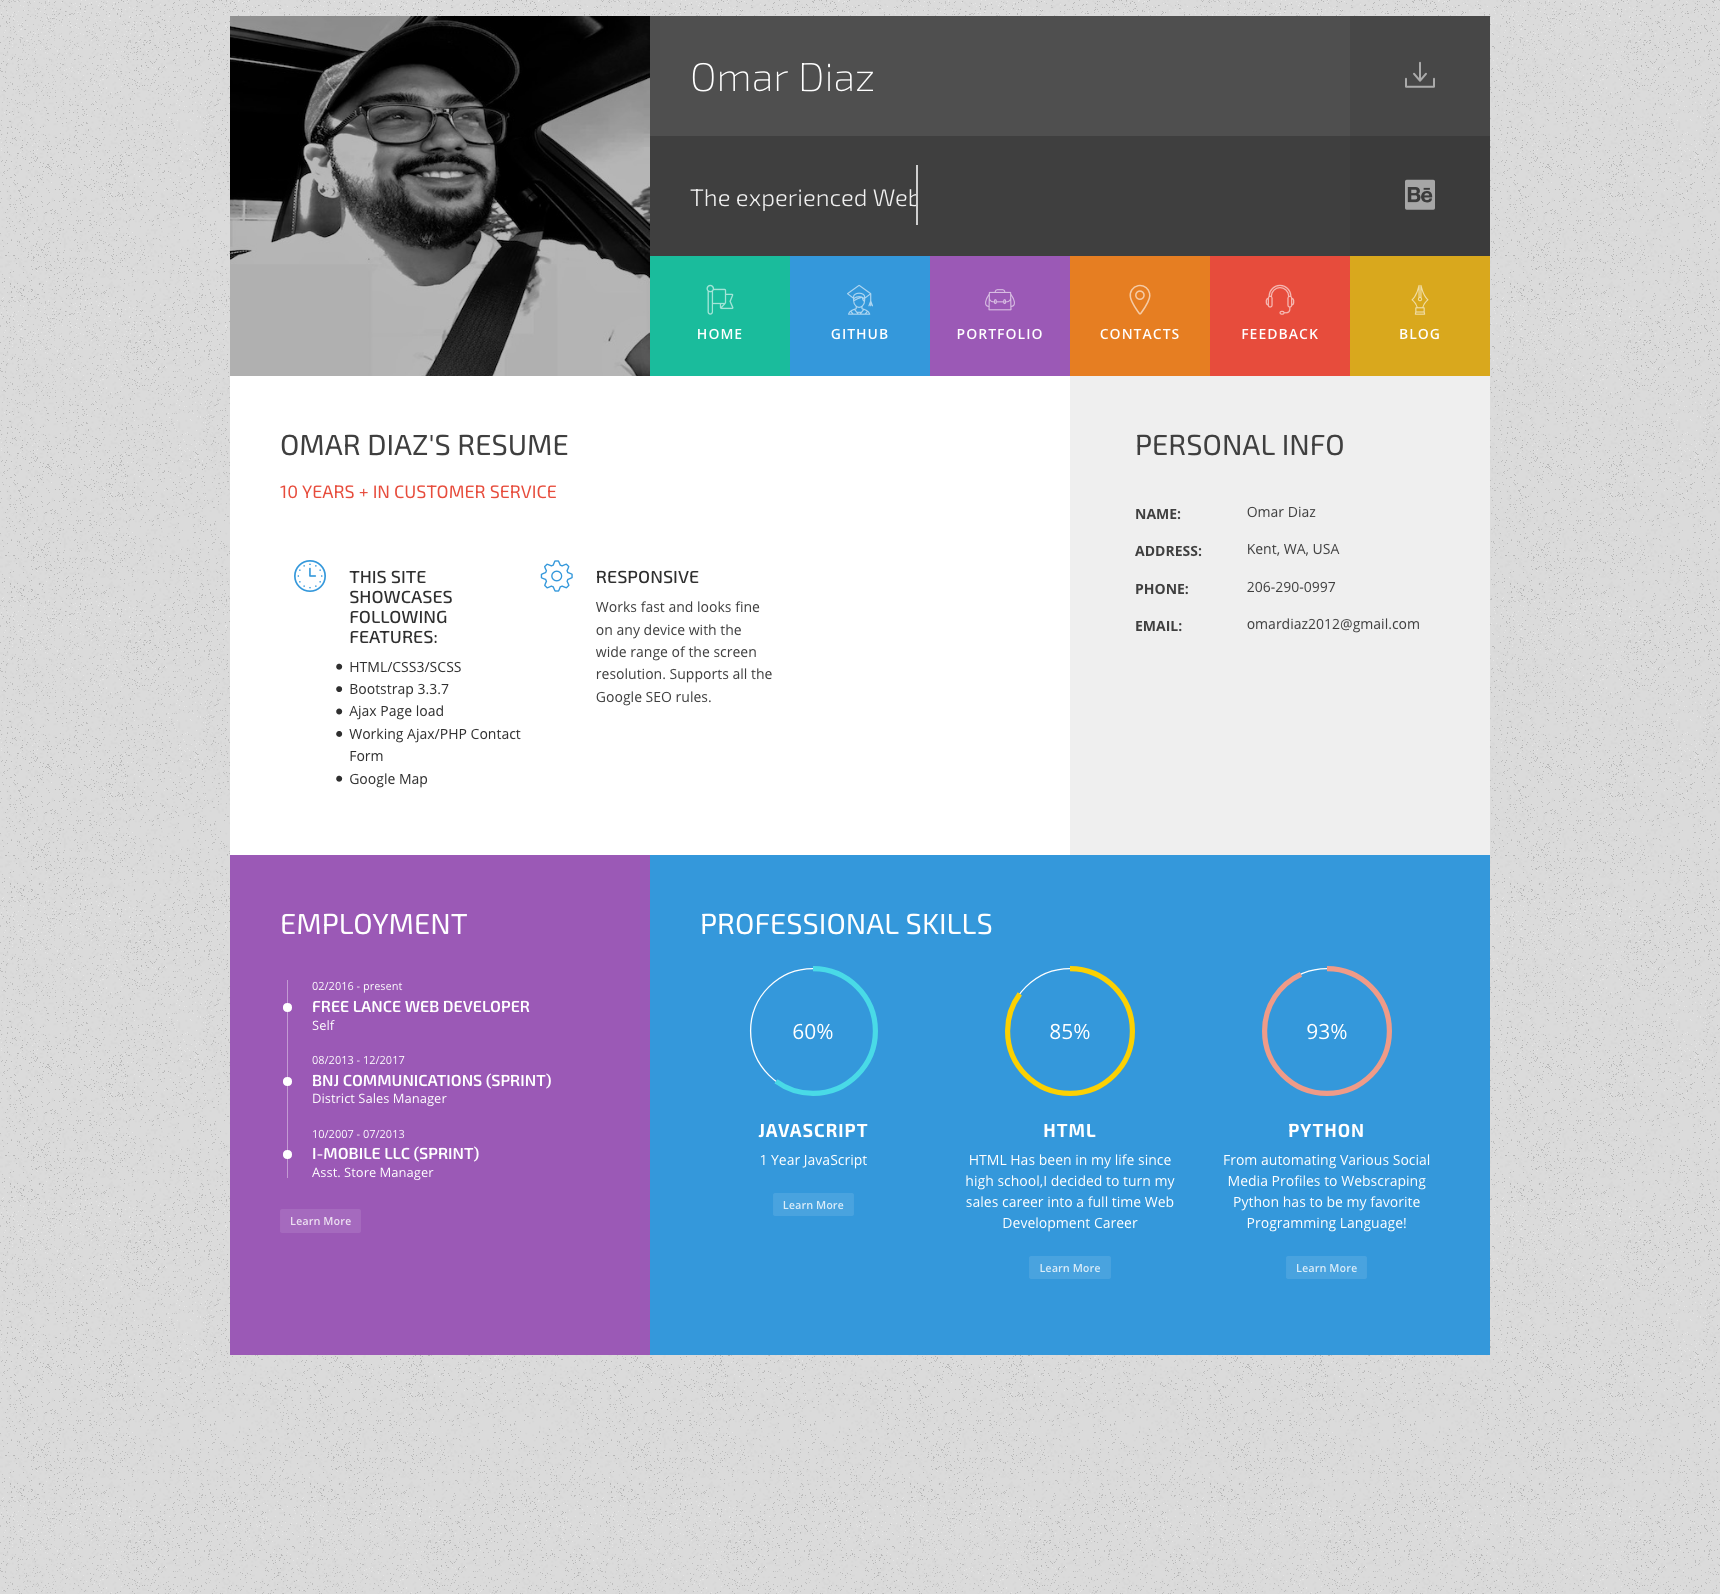 Omar Diaz
The experienced Web
Bē
HOME
GITHUB
PORTFOLIO
CONTACTS
FEEDBACK
BLOG
OMAR DIAZ'S RESUME
10 YEARS + IN CUSTOMER SERVICE
THIS SITE
SHOWCASES
FOLLOWING
FEATURES:
HTML/CSS3/SCSS
Bootstrap 3.3.7
Ajax Page load
Working Ajax/PHP Contact
Form
Google Map
RESPONSIVE
Works fast and looks fine
on any device with the
wide range of the screen
resolution. Supports all the
Google SEO rules.
PERSONAL INFO
NAME: Omar Diaz
ADDRESS: Kent, WA, USA
PHONE: 206-290-0997
EMAIL: omardiaz2012@gmail.com
EMPLOYMENT
02/2016 - present
FREE LANCE WEB DEVELOPER
Self
08/2013 - 12/2017
BNJ COMMUNICATIONS (SPRINT)
District Sales Manager
10/2007 - 07/2013
I-MOBILE LLC (SPRINT)
Asst. Store Manager
Learn More
PROFESSIONAL SKILLS
60%
JAVASCRIPT
1 Year JavaScript
Learn More
85%
HTML
HTML Has been in my life since
high school,I decided to turn my
sales career into a full time Web
Development Career
Learn More
93%
PYTHON
From automating Various Social
Media Profiles to Webscraping
Python has to be my favorite
Programming Language!
Learn More